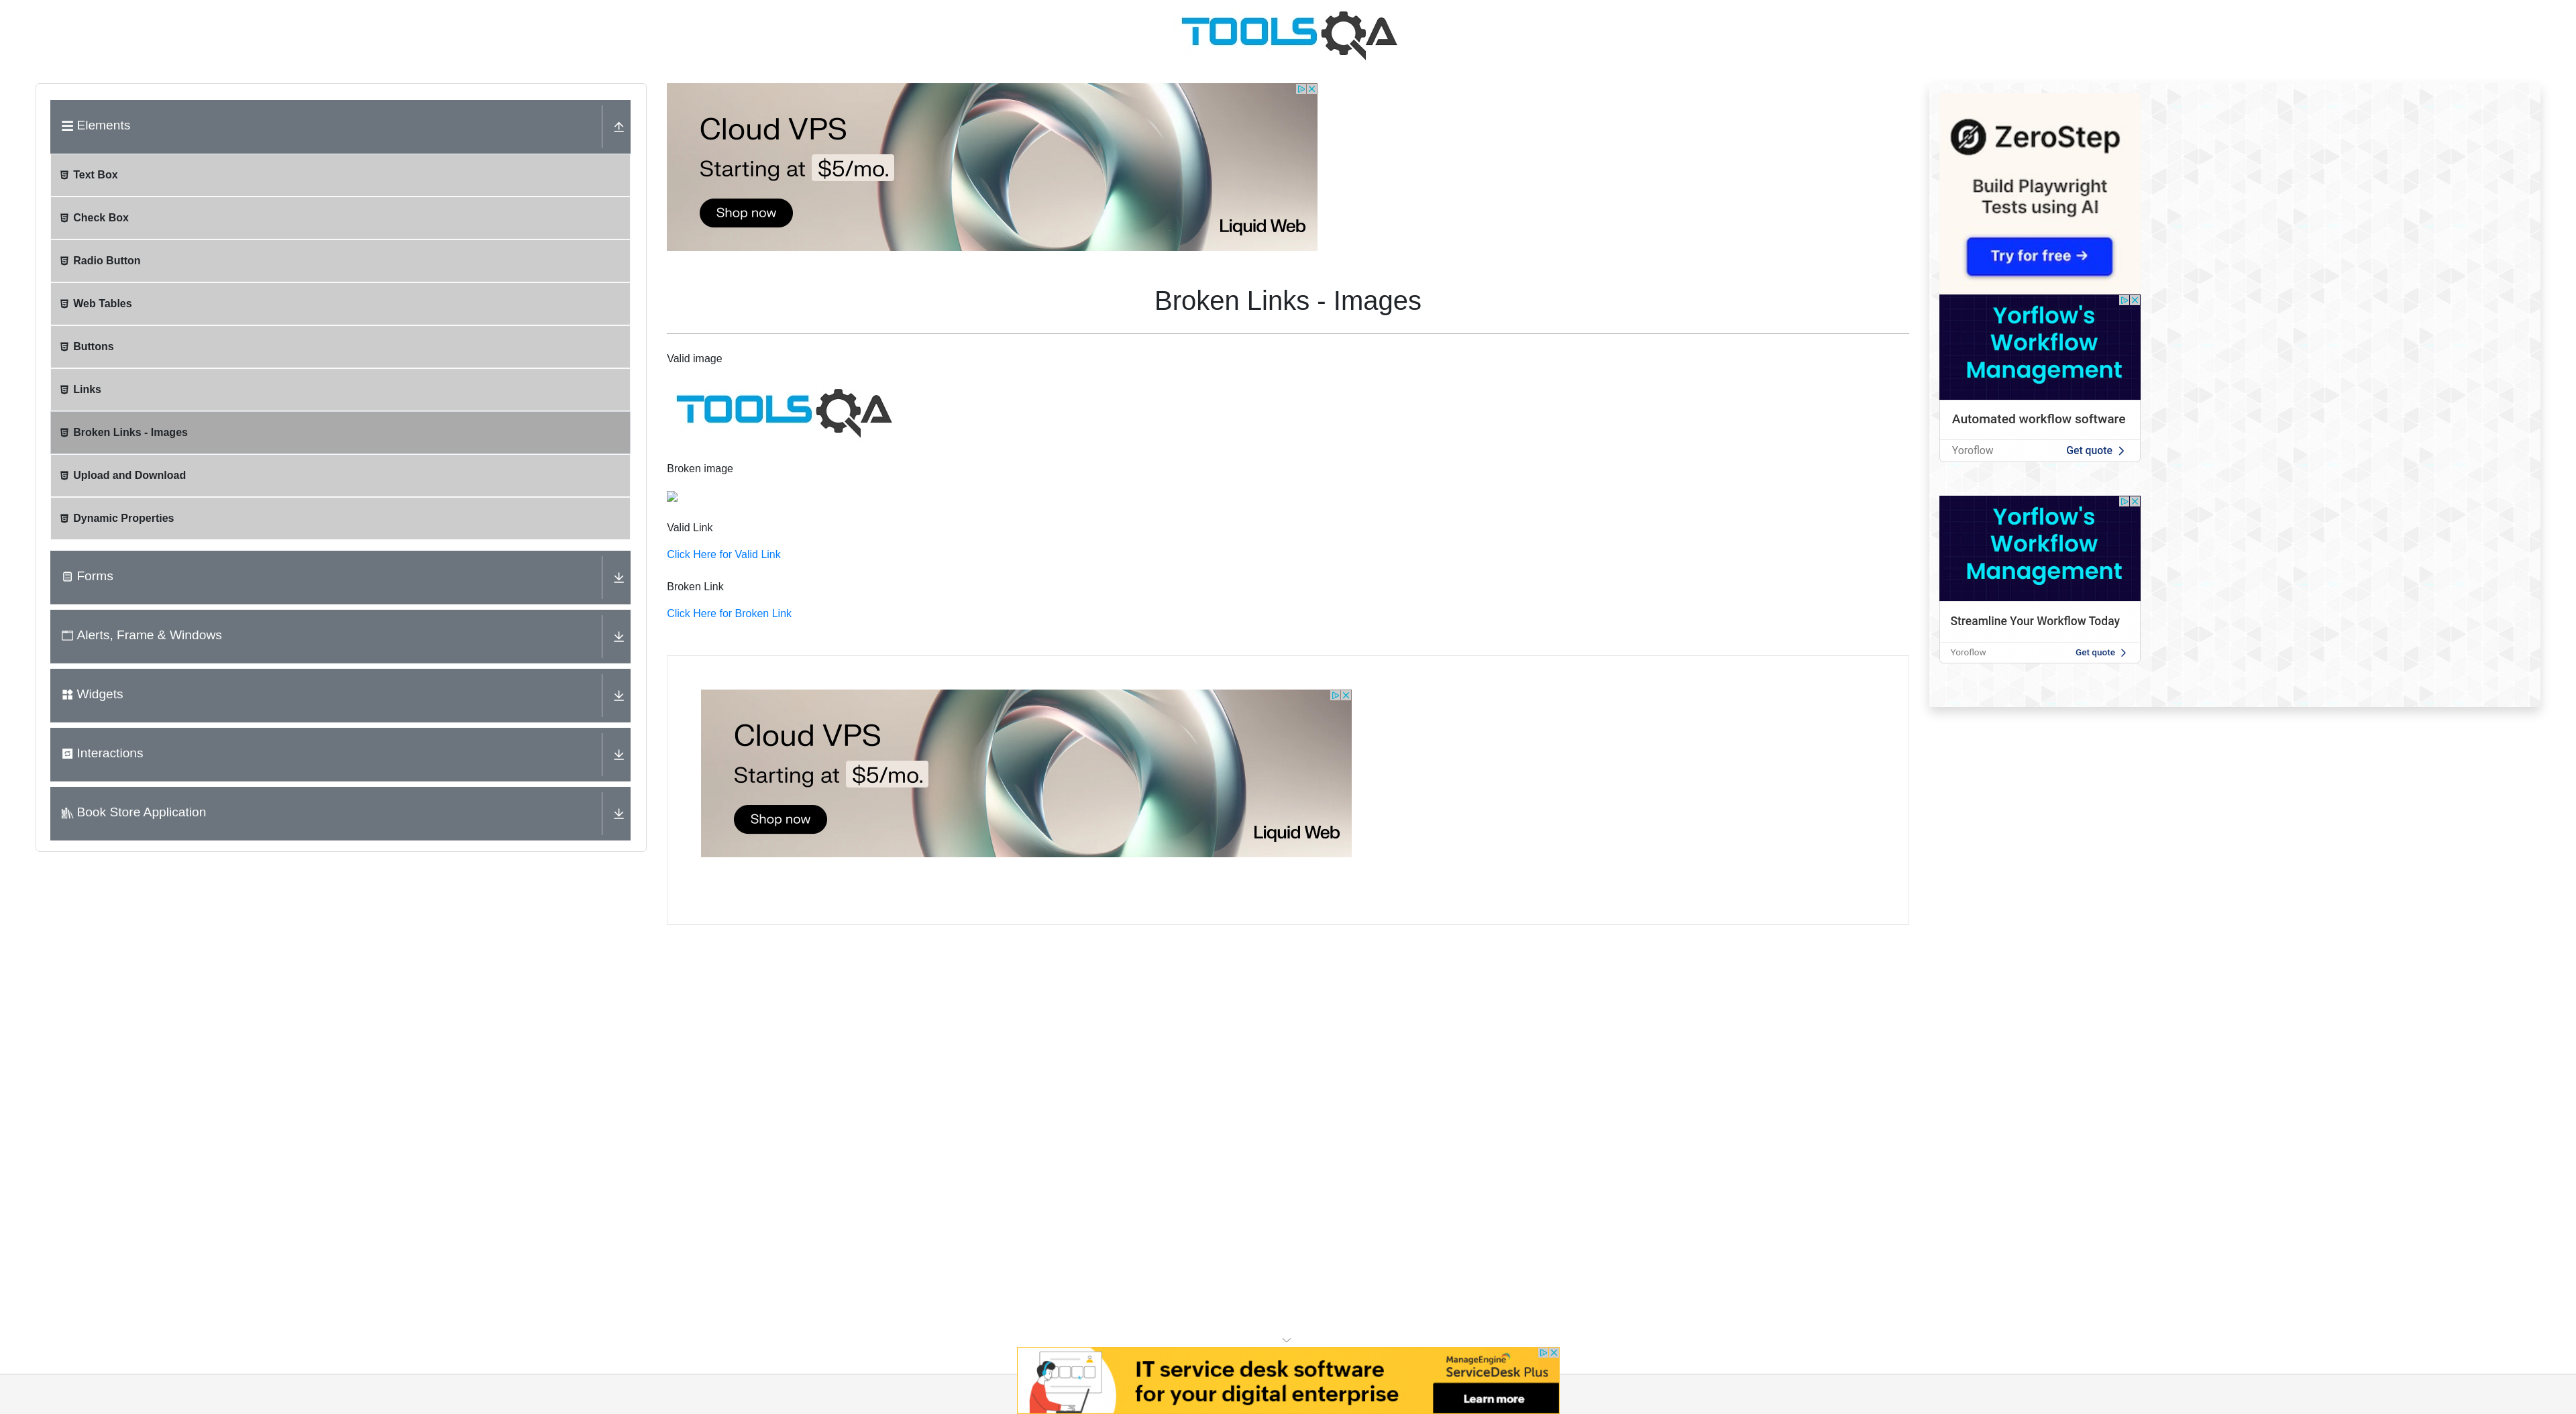 TOOLSQA
Elements
Text Box
Check Box
Radio Button
Web Tables
Buttons
Links
Broken Links - Images
Upload and Download
Dynamic Properties
Forms
Alerts, Frame & Windows
Widgets
Interactions
Book Store Application
Cloud VPS
Starting at $5/mo.
Shop now
Liquid Web
Broken Links - Images
Valid image
TOOLSQA
Broken image
Valid Link
Click Here for Valid Link
Broken Link
Click Here for Broken Link
Cloud VPS
Starting at $5/mo.
Shop now
Liquid Web
ZeroStep
Build Playwright
Tests using AI
Try for free →
Yorflow's
Workflow
Management
Automated workflow software
Yoroflow
Get quote
Yorflow's
Workflow
Management
Streamline Your Workflow Today
Yoroflow
Get quote
IT service desk software
for your digital enterprise
ManageEngine
ServiceDesk Plus
Learn more